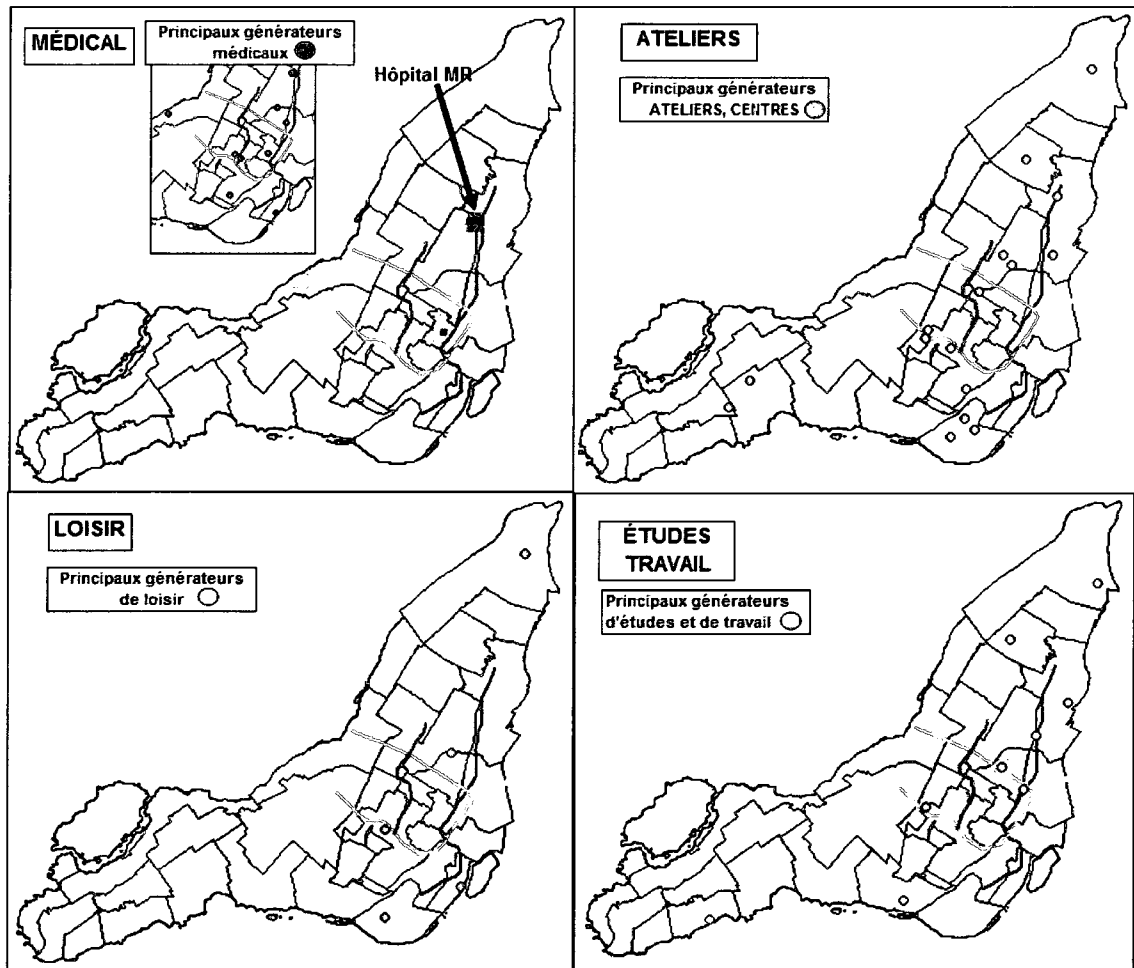 MÉDICAL
Principaux générateurs
médicaux
Hôpital MR
ATELIERS
Principaux générateurs
ATELIERS, CENTRES
LOISIR
Principaux générateurs
de loisir
ÉTUDES
TRAVAIL
Principaux générateurs
d'études et de travail